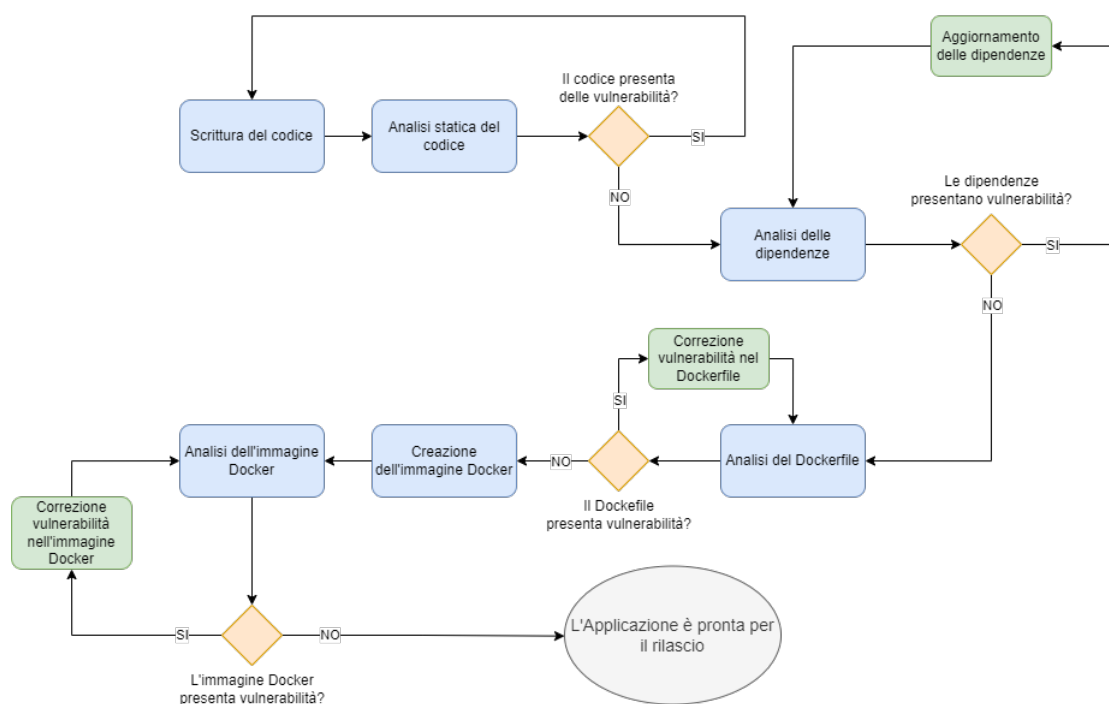 Aggiornamento
delle dipendenze
Il codice presenta
delle vulnerabilità?
Scrittura del codice
Analisi statica del
codice
SI
NO
Le dipendenze
presentano vulnerabilità?
Analisi delle
dipendenze
SI
NO
Correzione
vulnerabilità nel
Dockerfile
SI
Analisi dell'immagine
Docker
Creazione
dell'immagine Docker
NO
Analisi del Dockerfile
Il Dockefile
presenta vulnerabilità?
Correzione
vulnerabilità
nell'immagine
Docker
SI
NO
L'Applicazione è pronta per
il rilascio
L'immagine Docker
presenta vulnerabilità?